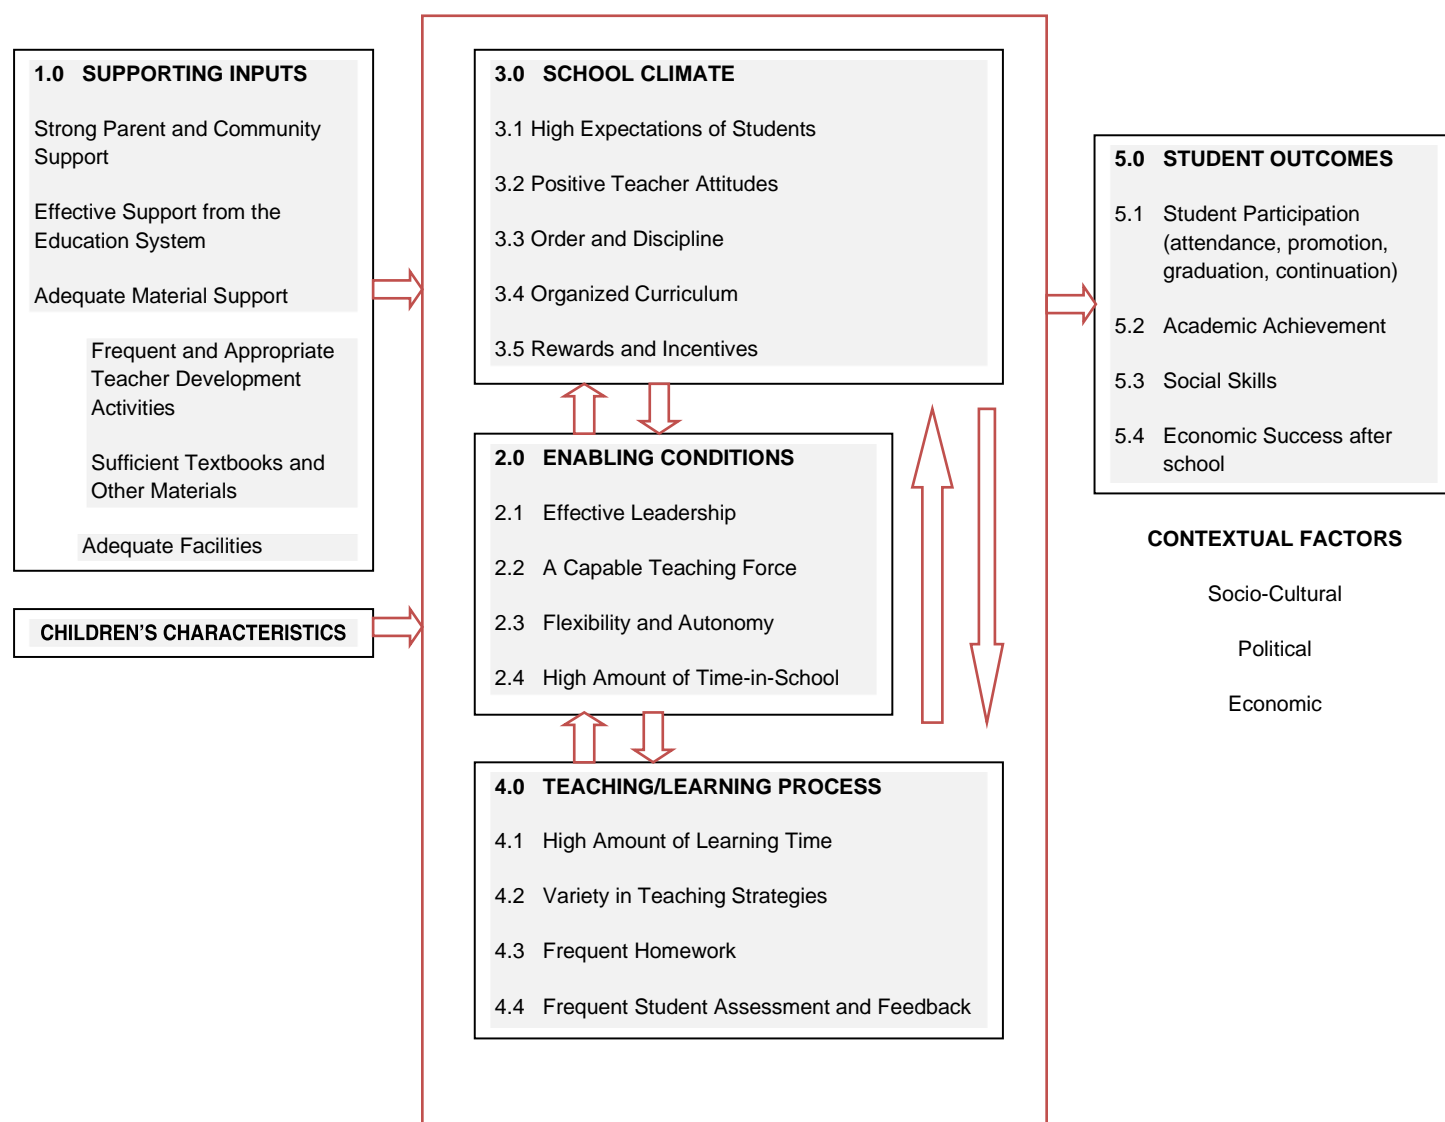 1.0 SUPPORTING INPUTS
Strong Parent and Community
Support
Effective Support from the
Education System
Adequate Material Support
Frequent and Appropriate
Teacher Development
Activities
Sufficient Textbooks and
Other Materials
Adequate Facilities
CHILDREN'S CHARACTERISTICS
3.0 SCHOOL CLIMATE
3.1 High Expectations of Students
3.2 Positive Teacher Attitudes
3.3 Order and Discipline
3.4 Organized Curriculum
3.5 Rewards and Incentives
2.0 ENABLING CONDITIONS
2.1 Effective Leadership
2.2 A Capable Teaching Force
2.3 Flexibility and Autonomy
2.4 High Amount of Time-in-School
4.0 TEACHING/LEARNING PROCESS
4.1 High Amount of Learning Time
4.2 Variety in Teaching Strategies
4.3 Frequent Homework
4.4 Frequent Student Assessment and Feedback
5.0 STUDENT OUTCOMES
5.1 Student Participation
(attendance, promotion,
graduation, continuation)
5.2 Academic Achievement
5.3 Social Skills
5.4 Economic Success after
school
CONTEXTUAL FACTORS
Socio-Cultural
Political
Economic